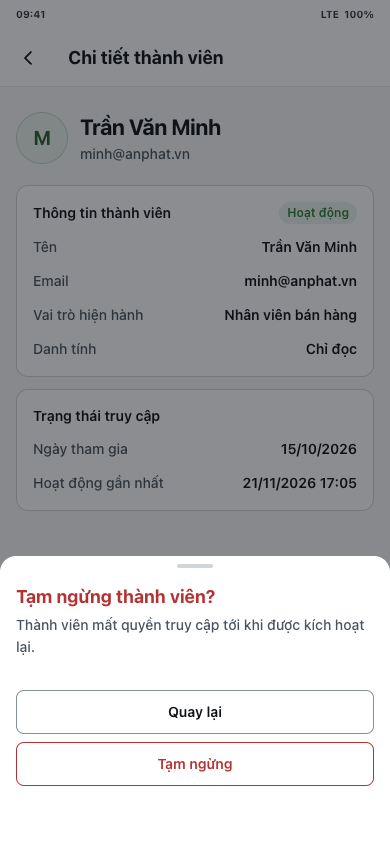 09:41
LTE 100%
Chi tiết thành viên
M
Trần Văn Minh
minh@anphat.vn
Thông tin thành viên
Hoạt động
Tên
Trần Văn Minh
Email
minh@anphat.vn
Vai trò hiện hành
Nhân viên bán hàng
Danh tính
Chỉ đọc
Trạng thái truy cập
Ngày tham gia
15/10/2026
Hoạt động gần nhất
21/11/2026 17:05
Tạm ngừng thành viên?
Thành viên mất quyền truy cập tới khi được kích hoạt
lại.
Quay lại
Tạm ngừng